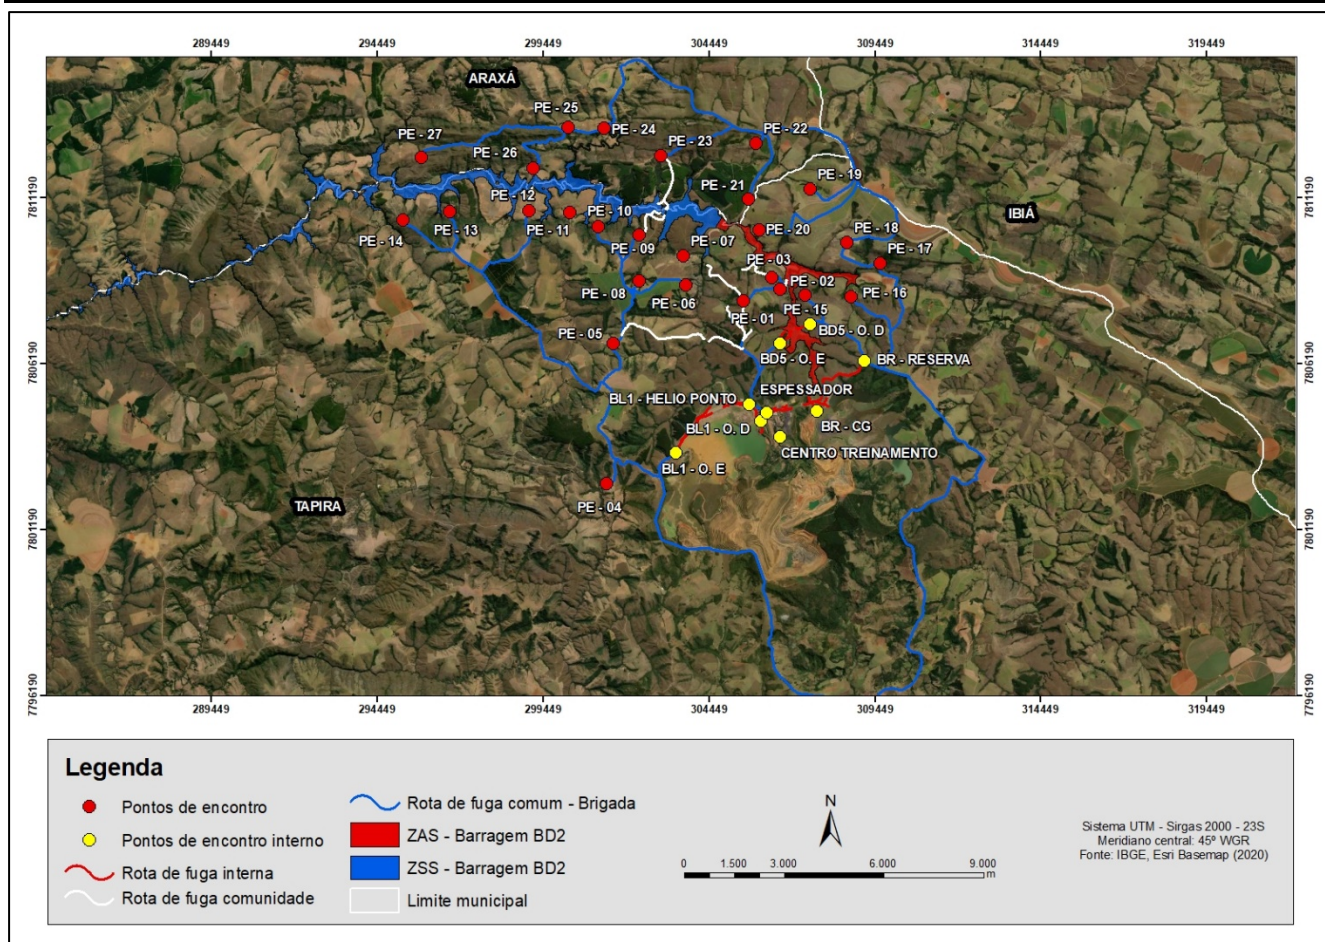 289449 294449 299449 304449 309449 314449 319449
ARAXÁ
PE - 25
PE - 24
PE - 22
PE - 27
PE - 23
PE - 26
PE - 19
PE - 21
7811190
PE - 12
7811190
PE - 10
IBIÁ
PE - 14
PE - 13
PE - 11
PE - 20
PE - 18
PE - 09
PE - 07
PE - 17
PE - 03
PE - 02
PE - 08
PE - 06
PE - 16
PE - 15
PE - 01
BD5 - O. D
PE - 05
BD5 - O. E
BR - RESERVA
7806190
7806190
ESPESSADOR
BL1 - HELIO PONTO
BR - CG
BL1 - O. D
CENTRO TREINAMENTO
BL1 - O. E
TAPIRA
PE - 04
7801190
7801190
7796190
7796190
289449 294449 299449 304449 309449 314449 319449
Legenda
Pontos de encontro
Pontos de encontro interno
Rota de fuga interna
Rota de fuga comunidade
Rota de fuga comum - Brigada
ZAS - Barragem BD2
ZSS - Barragem BD2
Limite municipal
N
0 1.500 3.000 6.000 9.000
m
Sistema UTM - Sirgas 2000 - 23S
Meridiano central: 45º WGR
Fonte: IBGE, Esri Basemap (2020)